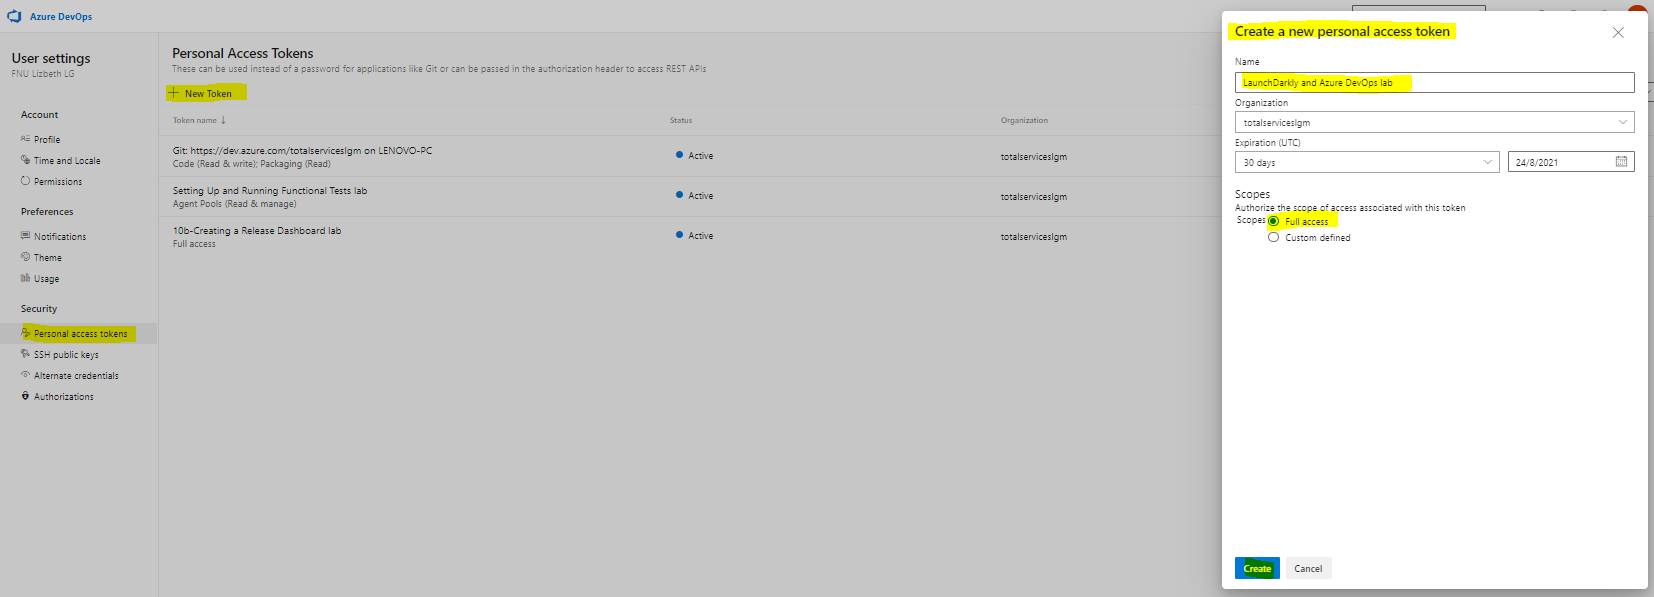 Azure DevOps
User settings
FNU Lizbeth LG
Account
Profile
Time and Locale
Permissions
Preferences
Notifications
Theme
Usage
Security
Personal access tokens
SSH public keys
Alternate credentials
Authorizations
Personal Access Tokens
These can be used instead of a password for applications like Git or can be passed in the authorization header to access REST APIs
+ New Token
Token name ↓ Status Organization
Git: https://dev.azure.com/totalserviceslgm on LENOVO-PC Active totalserviceslgm
Code (Read & write); Packaging (Read)
Setting Up and Running Functional Tests lab Active totalserviceslgm
Agent Pools (Read & manage)
10b-Creating a Release Dashboard lab Active totalserviceslgm
Full access
Create a new personal access token
Name
LaunchDarkly and Azure DevOps lab
Organization
totalserviceslgm
Expiration (UTC)
30 days 24/8/2021
Scopes
Authorize the scope of access associated with this token
Scopes Full access
Custom defined
Create Cancel